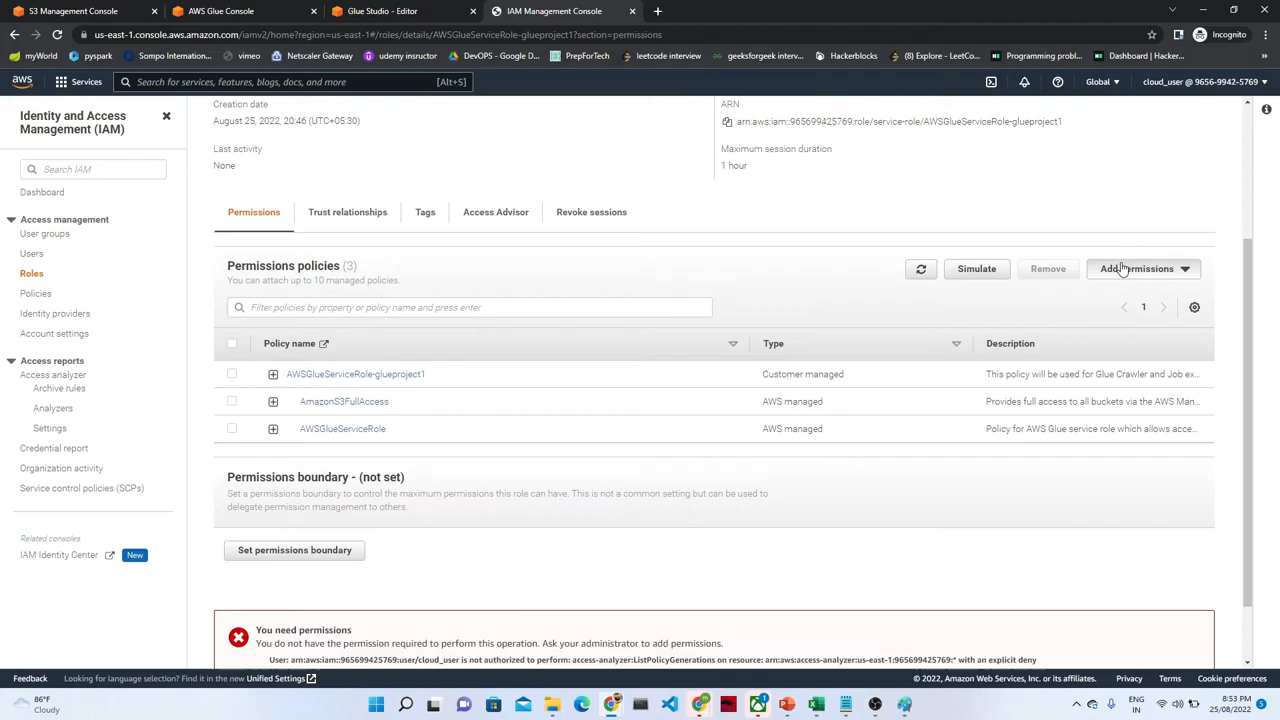 S3 Management Console
AWS Glue Console
Glue Studio - Editor
IAM Management Console
us-east-1.console.aws.amazon.com/iamv2/home?region=us-east-1#/roles/details/AWSGlueServiceRole-glueproject1?section=permissions
Incognito
myWorld
Sompo Internation...
vimeo
Netscaler Gateway
udemy insructor
DevOPS - Google D...
PrepForTech
leetcode interview
geeksforgeek inter...
HackerBlocks
(8) Explore - LeetCo...
Programming probl...
Dashboard | Hacker...
aws
Services
Search for services, features, blogs, docs, and more
[Alt+S]
Global
cloud_user @ 9656-9942-5769
Identity and Access
Management (IAM)
Search IAM
Dashboard
Access management
User groups
Users
Roles
Policies
Identity providers
Account settings
Access reports
Access analyzer
Archive rules
Analyzers
Settings
Credential report
Organization activity
Service control policies (SCPs)
Related consoles
IAM Identity Center
New
Creation date
August 25, 2022, 20:46 (UTC+05:30)
ARN
arn:aws:iam::965699425769:role/service-role/AWSGlueServiceRole-glueproject1
Last activity
None
Maximum session duration
1 hour
Permissions
Trust relationships
Tags
Access Advisor
Revoke sessions
Permissions policies (3)
You can attach up to 10 managed policies.
Simulate
Remove
Add permissions
Filter policies by property or policy name and press enter
1
Policy name
Type
Description
AWSGlueServiceRole-glueproject1
Customer managed
This policy will be used for Glue Crawler and Job ex...
AmazonS3FullAccess
AWS managed
Provides full access to all buckets via the AWS Man...
AWSGlueServiceRole
AWS managed
Policy for AWS Glue service role which allows acce...
Permissions boundary - (not set)
Set a permissions boundary to control the maximum permissions this role can have. This is not a common setting but can be used to
delegate permission management to others.
Set permissions boundary
You need permissions
You do not have the permission required to perform this operation. Ask your administrator to add permissions.
User: arn:aws:iam::965699425769:user/cloud_user is not authorized to perform: access-analyzer:ListPolicyGenerations on resource: arn:aws:access-analyzer:us-east-1:965699425769:* with an explicit deny
Feedback
Looking for language selection? Find it in the new Unified Settings
© 2022, Amazon Web Services, Inc. or its affiliates.
Privacy
Terms
Cookie preferences
86°F
Cloudy
ENG
IN
8:53 PM
25/08/2022